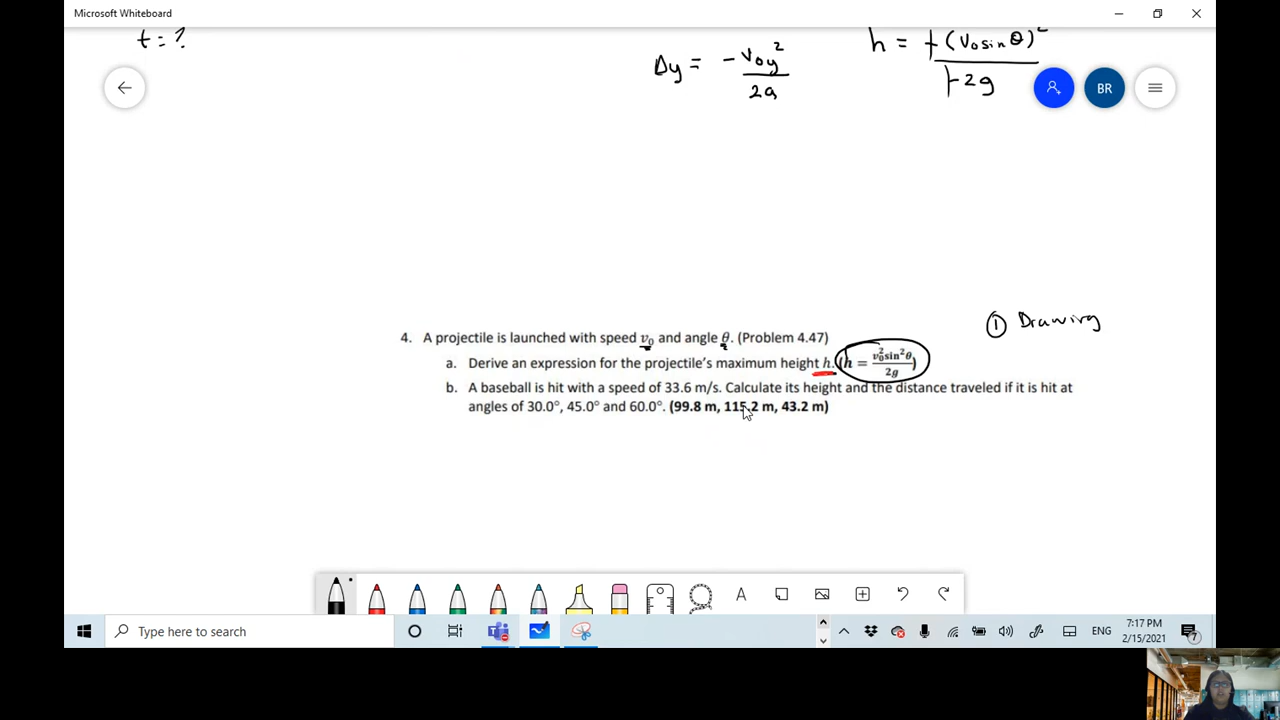 Microsoft Whiteboard
t = ?
Δy = -v₀y² / 2a
h = -(v₀sinθ)² / -2g
BR
① Drawing
4. A projectile is launched with speed v₀ and angle θ. (Problem 4.47)
a. Derive an expression for the projectile's maximum height h. (h = v₀²sin²θ / 2g)
b. A baseball is hit with a speed of 33.6 m/s. Calculate its height and the distance traveled if it is hit at
angles of 30.0°, 45.0° and 60.0°. (99.8 m, 115.2 m, 43.2 m)
A
Type here to search
ENG
7:17 PM
2/15/2021
7